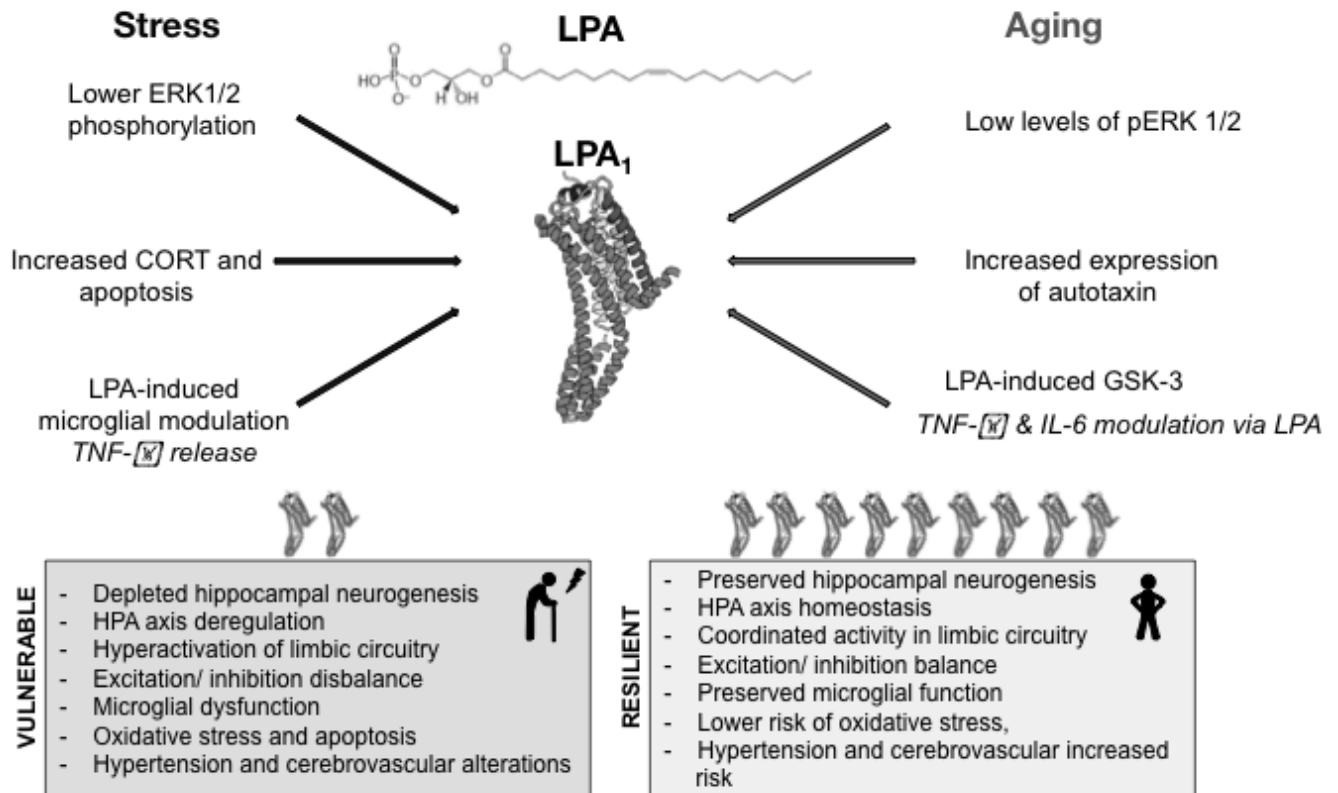 Stress
LPA
Aging
Lower ERK1/2
phosphorylation
HO
O
P
O
O-
O
H
OH
O
Low levels of pERK 1/2
LPA₁
Increased CORT and
apoptosis
Increased expression
of autotaxin
LPA-induced
microglial modulation
TNF- release
LPA-induced GSK-3
TNF- & IL-6 modulation via LPA
VULNERABLE
- Depleted hippocampal neurogenesis
- HPA axis deregulation
- Hyperactivation of limbic circuitry
- Excitation/ inhibition disbalance
- Microglial dysfunction
- Oxidative stress and apoptosis
- Hypertension and cerebrovascular alterations
RESILIENT
- Preserved hippocampal neurogenesis
- HPA axis homeostasis
- Coordinated activity in limbic circuitry
- Excitation/ inhibition balance
- Preserved microglial function
- Lower risk of oxidative stress,
- Hypertension and cerebrovascular increased
risk